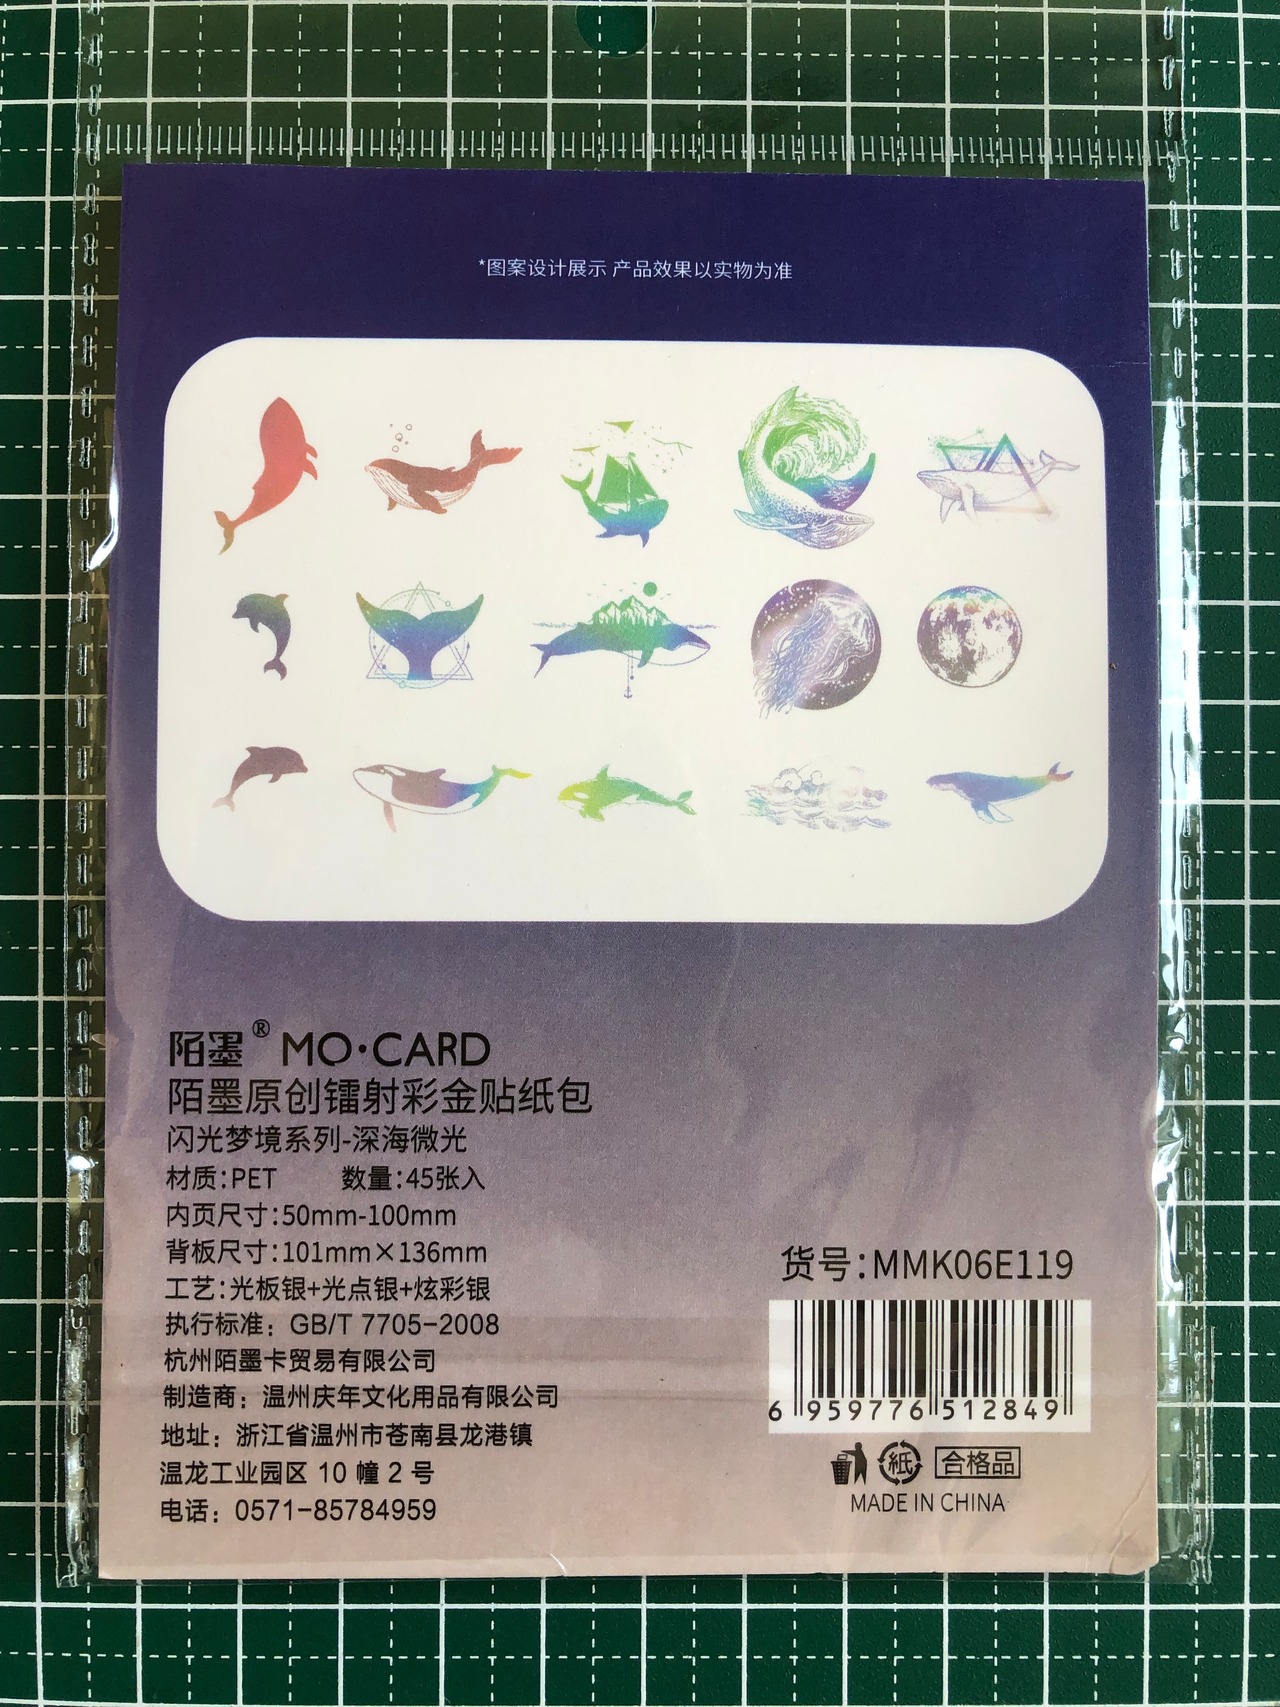 *图案设计展示 产品效果以实物为准
陌墨® MO·CARD
陌墨原创镭射彩金贴纸包
闪光梦境系列-深海微光
材质:PET 数量:45张入
内页尺寸:50mm-100mm
背板尺寸:101mm×136mm
工艺:光板银+光点银+炫彩银
执行标准: GB/T 7705-2008
杭州陌墨卡贸易有限公司
制造商: 温州庆年文化用品有限公司
地址: 浙江省温州市苍南县龙港镇
温龙工业园区 10 幢 2 号
电话: 0571-85784959
货号:MMK06E119
6 959776 512849
紙 合格品
MADE IN CHINA